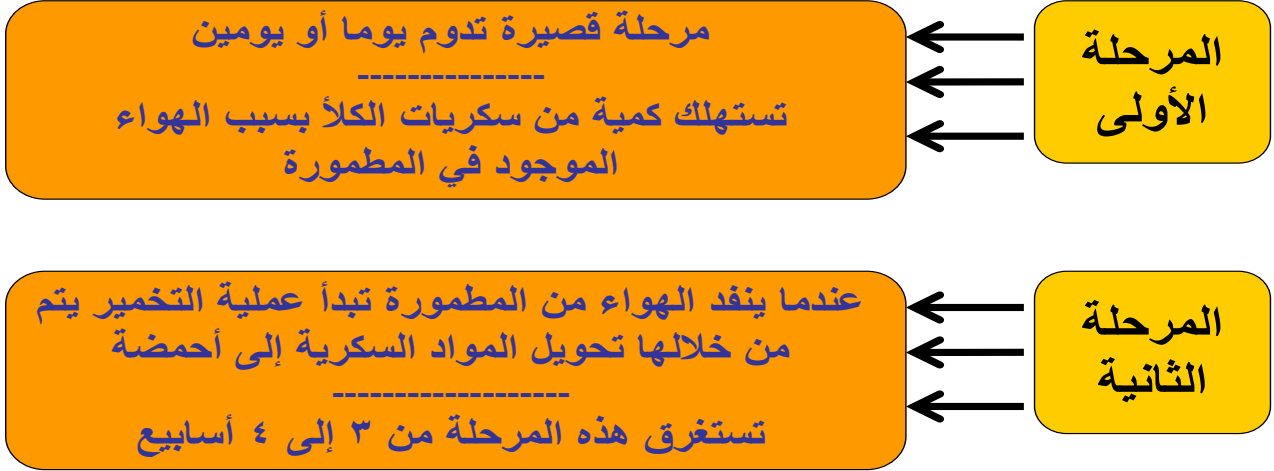 المرحلة
الأولى
مرحلة قصيرة تدوم يوما أو يومين
---------------
تستهلك كمية من سكريات الكلأ بسبب الهواء
الموجود في المطمورة
المرحلة
الثانية
عندما ينفد الهواء من المطمورة تبدأ عملية التخمير يتم
من خلالها تحويل المواد السكرية إلى أحمضة
-------------------
تستغرق هذه المرحلة من ٣ إلى ٤ أسابيع